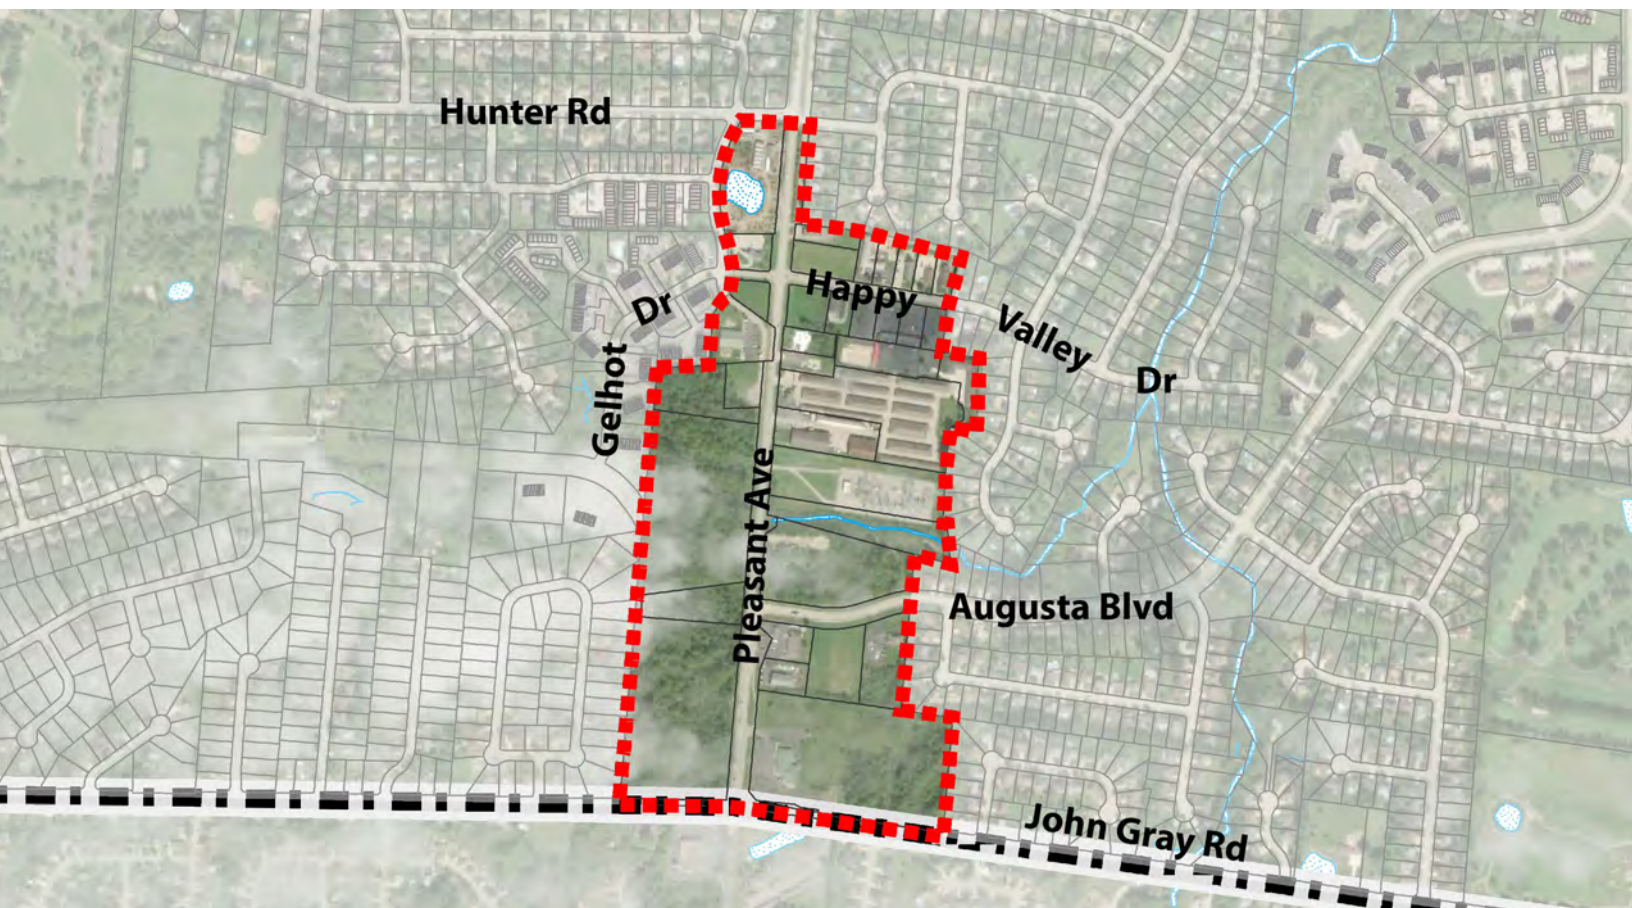 Hunter Rd
Happy
Valley
Dr
Gelhot
Dr
Pleasant Ave
Augusta Blvd
John Gray Rd